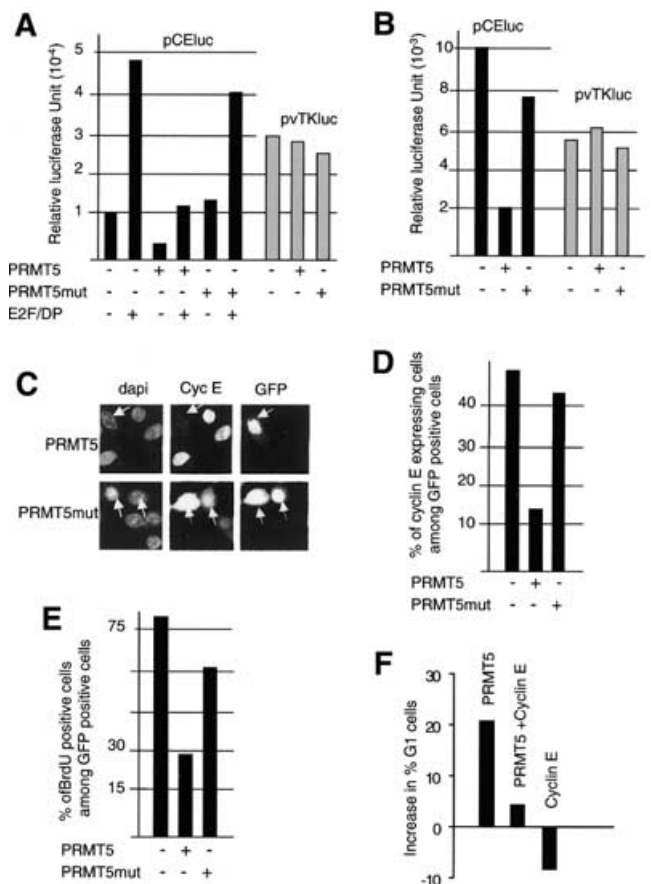 A
Relative luciferase Unit (10-4)
5
4
3
2
1
pCEluc
pvTKluc
PRMT5 - - + + - - - + -
PRMT5mut - - - - + + - - +
E2F/DP - + - + - +
B
Relative luciferase Unit (10-3)
10
8
6
4
2
pCEluc
pvTKluc
PRMT5 - + - - + -
PRMT5mut - - + - - +
C
dapi Cyc E GFP
PRMT5
PRMT5mut
D
% of cyclin E expressing cells
among GFP positive cells
40
30
20
10
PRMT5 - + -
PRMT5mut - - +
E
% ofBrdU positive cells
among GFP positive cells
75
30
15
PRMT5 - + -
PRMT5mut - - +
F
Increase in % G1 cells
30
20
10
0
-10
PRMT5
PRMT5 +Cyclin E
Cyclin E